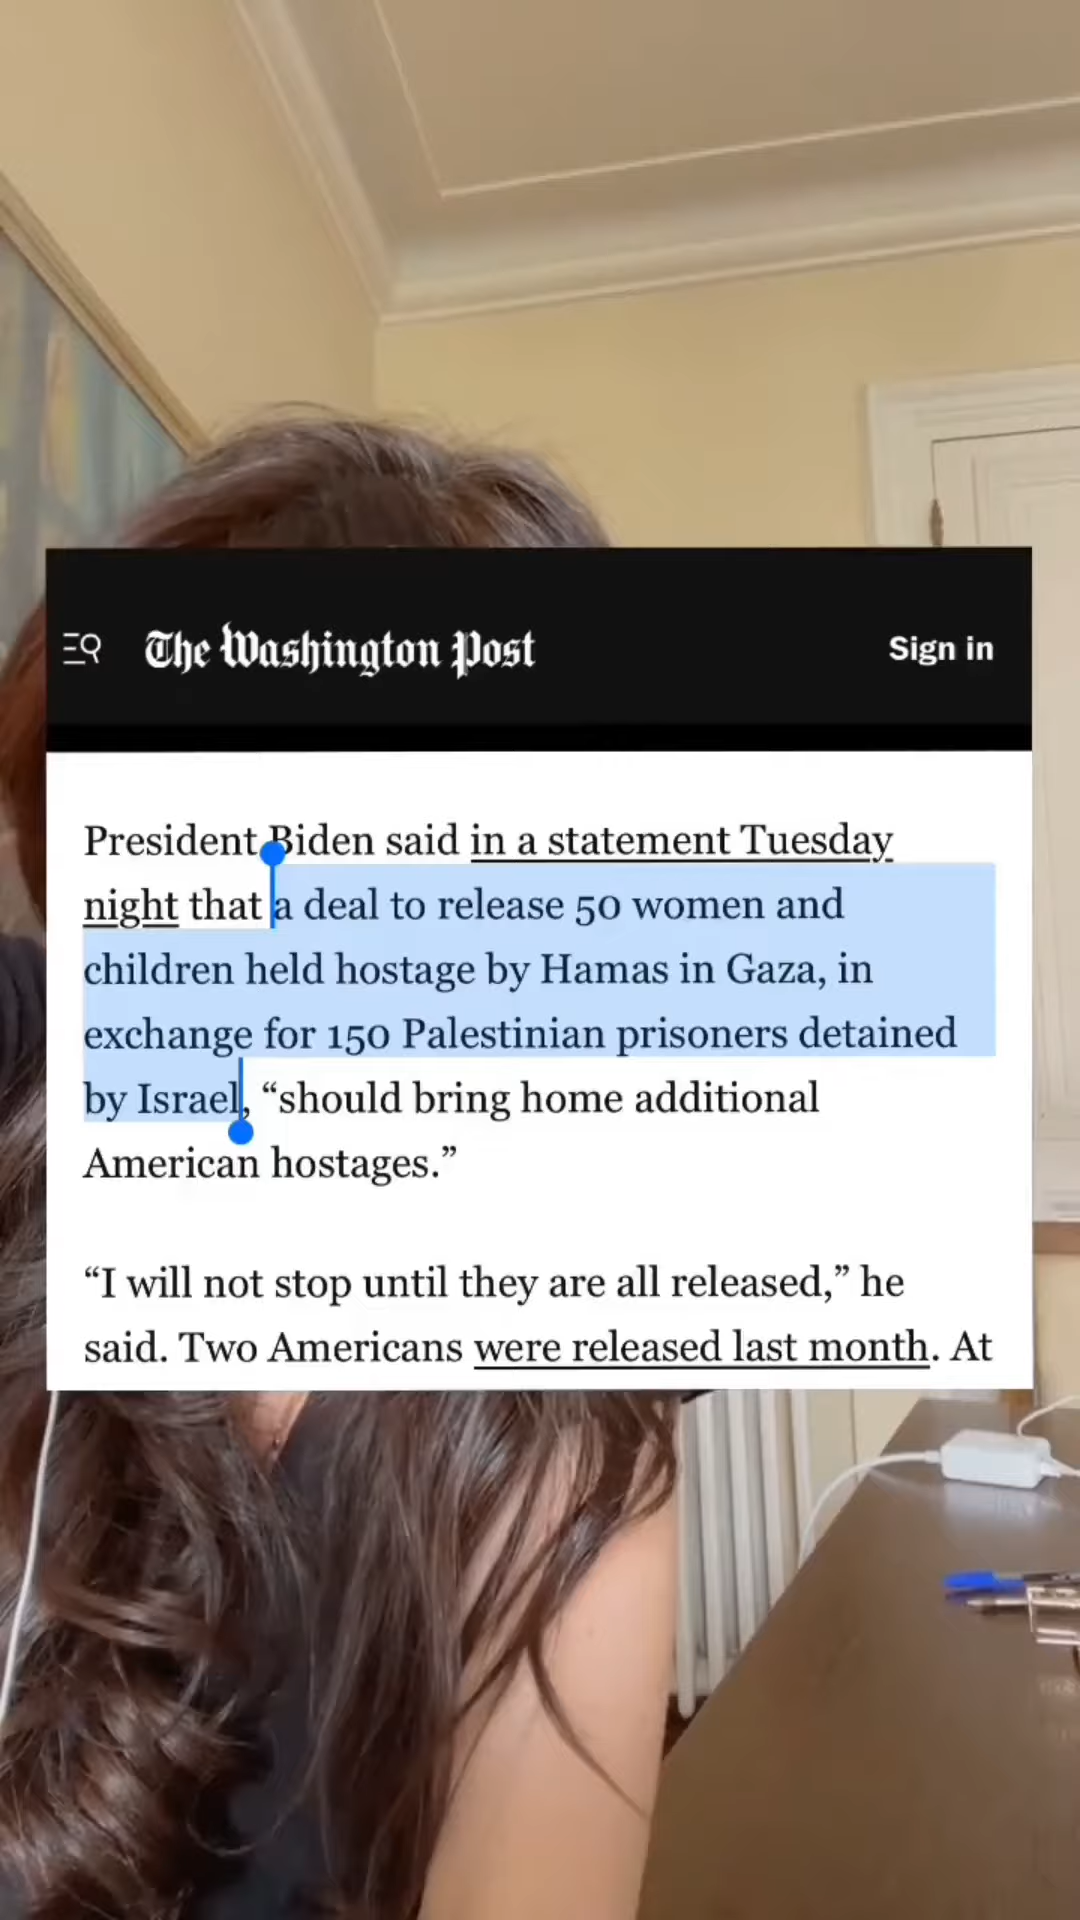 The Washington Post
Sign in
President Biden said in a statement Tuesday
night that a deal to release 50 women and
children held hostage by Hamas in Gaza, in
exchange for 150 Palestinian prisoners detained
by Israel, “should bring home additional
American hostages.”
“I will not stop until they are all released,” he
said. Two Americans were released last month. At